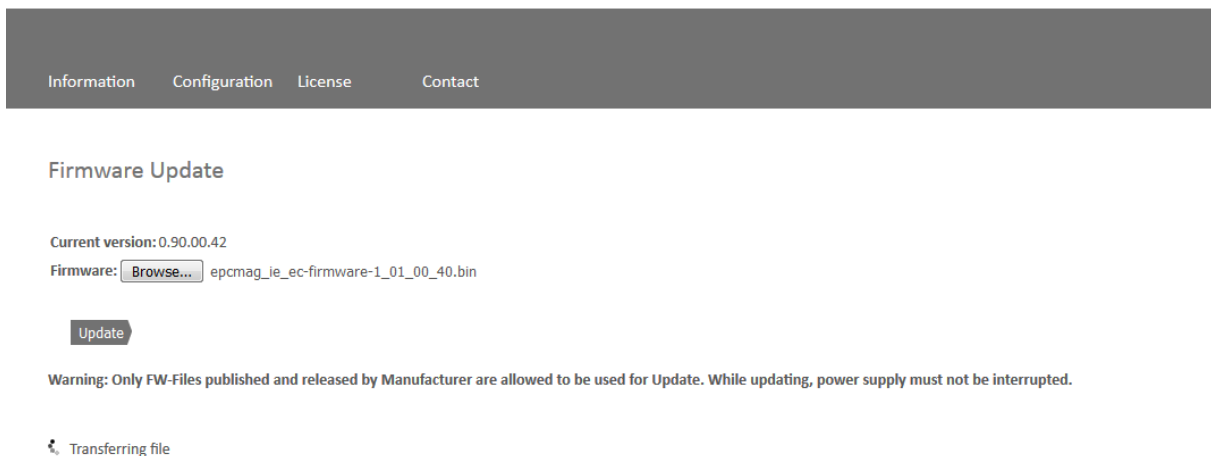 Information Configuration License Contact
Firmware Update
Current version: 0.90.00.42
Firmware: Browse... epcmag_ie_ec-firmware-1_01_00_40.bin
Update
Warning: Only FW-Files published and released by Manufacturer are allowed to be used for Update. While updating, power supply must not be interrupted.
Transferring file